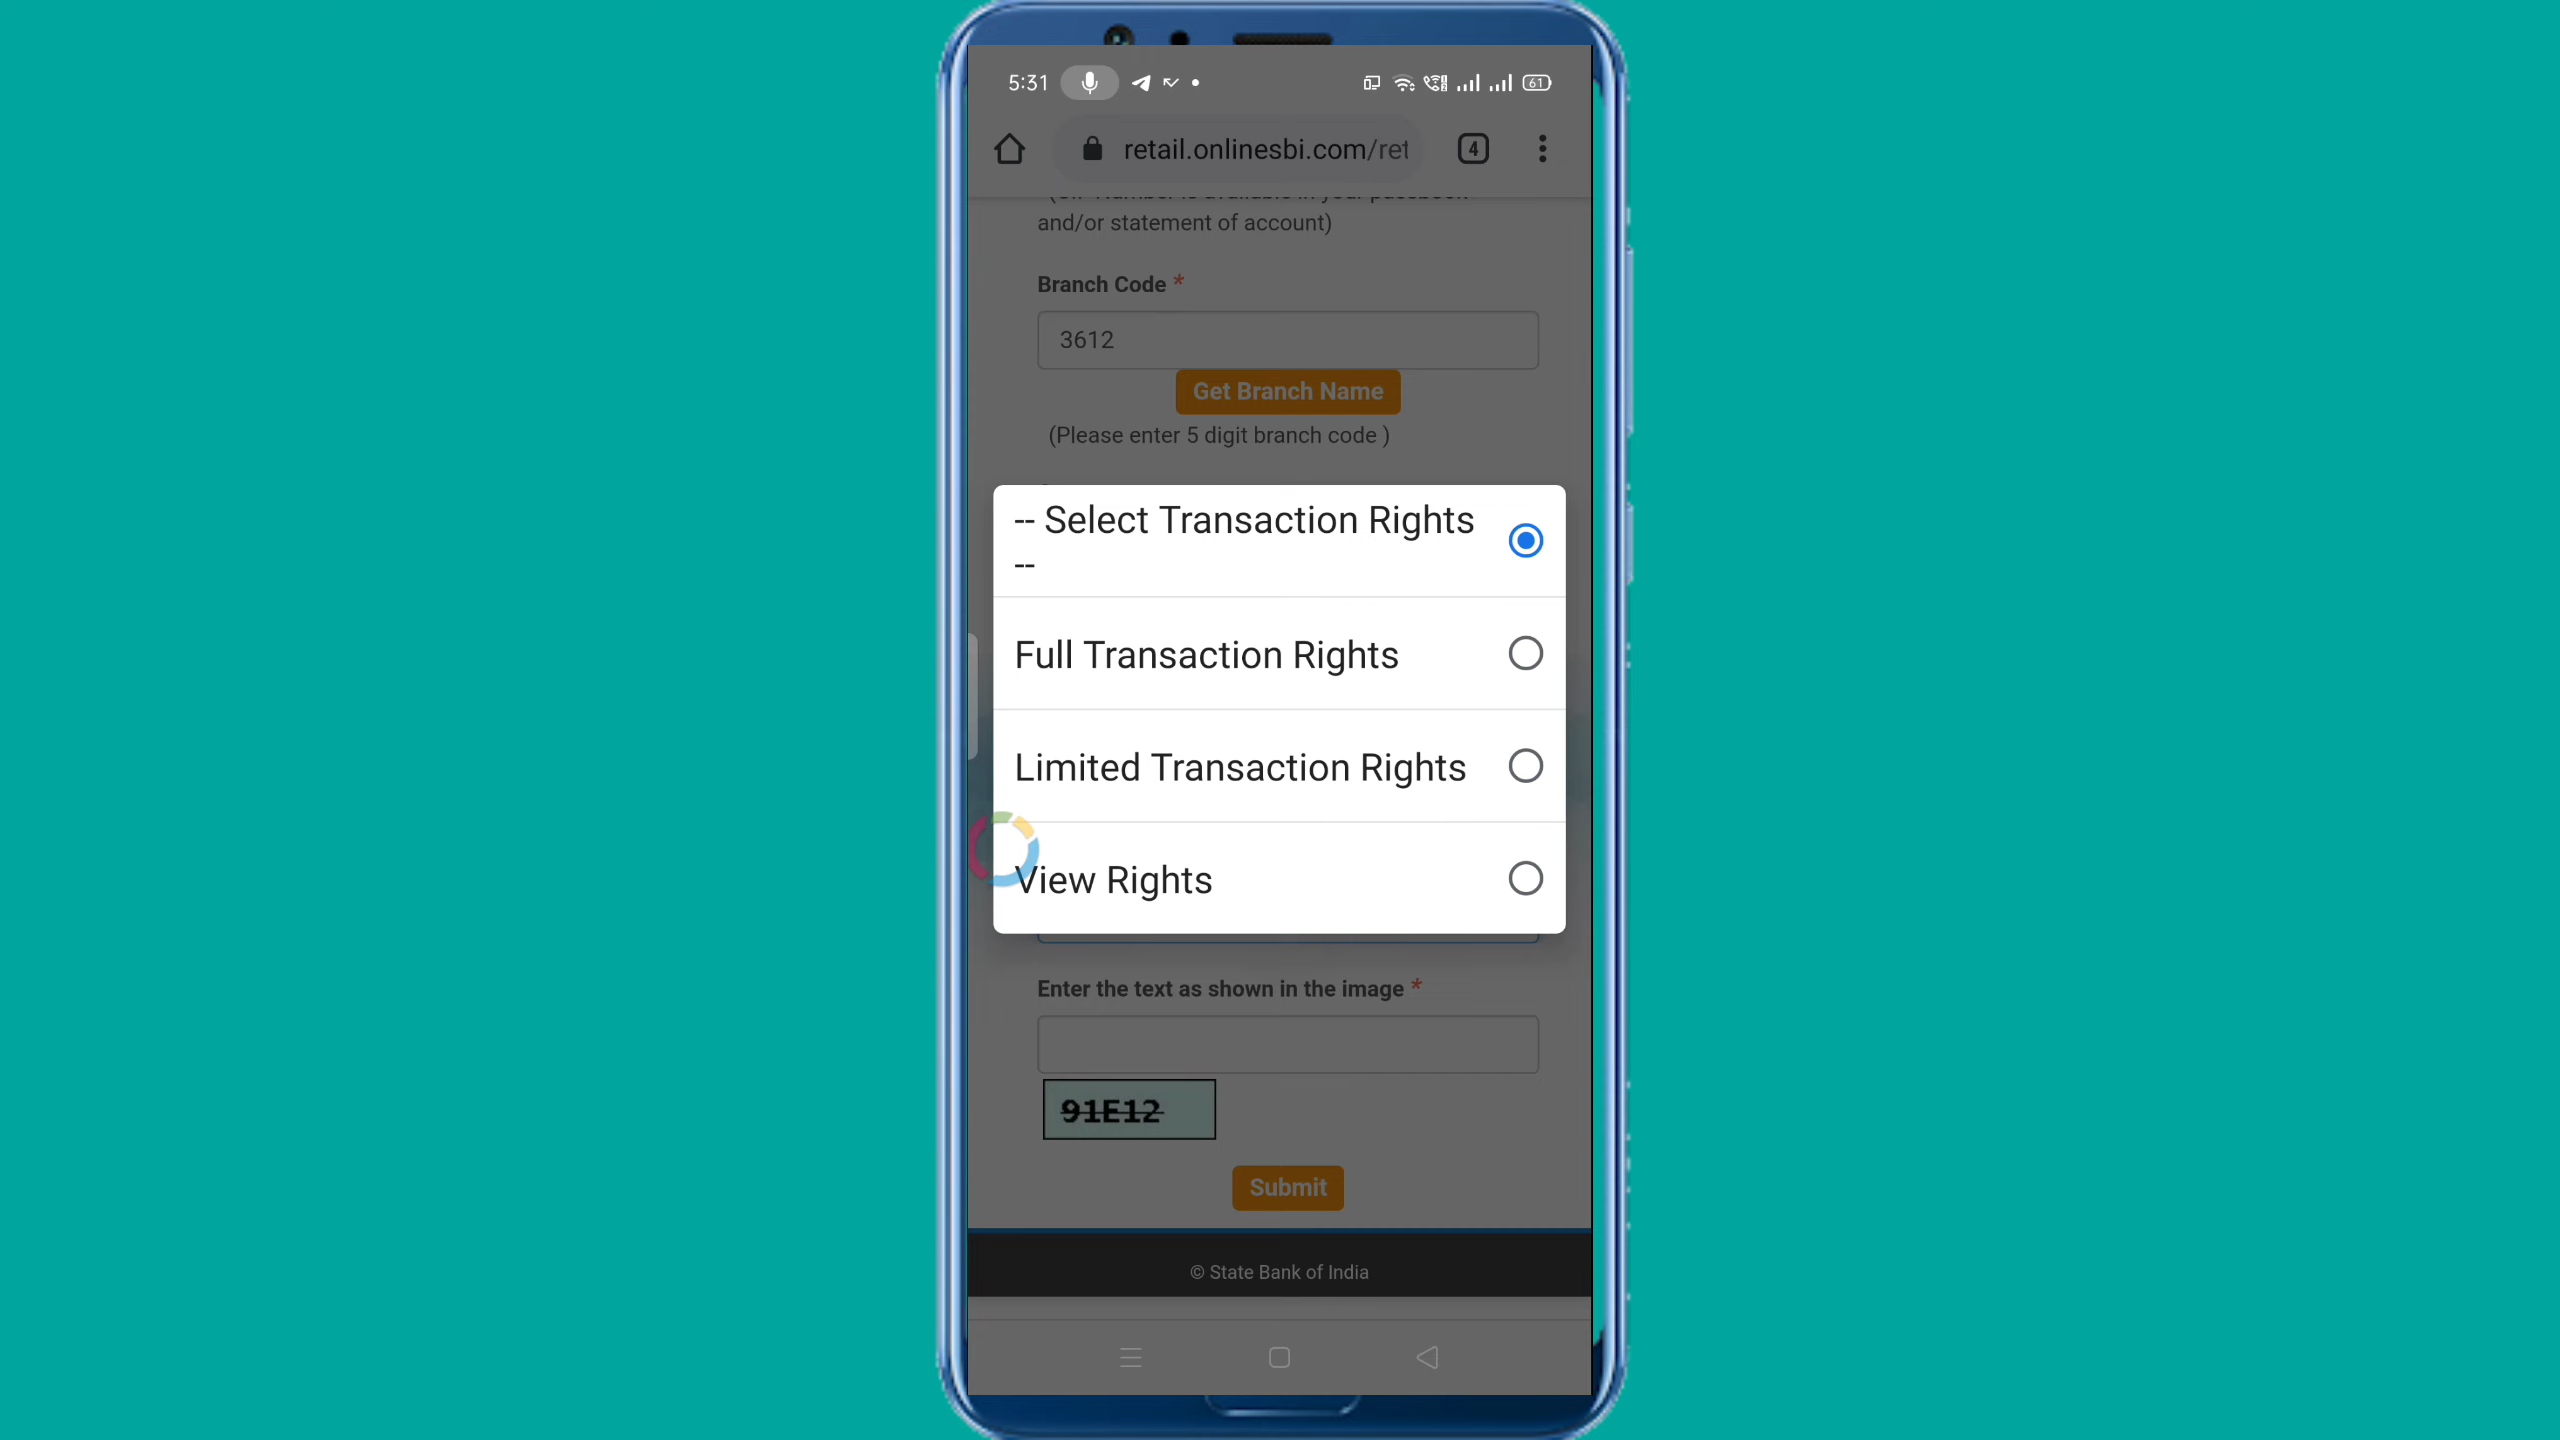 5:31
61
retail.onlinesbi.com/ret
4
and/or statement of account)
Branch Code *
3612
Get Branch Name
(Please enter 5 digit branch code )
-- Select Transaction Rights
--
Full Transaction Rights
Limited Transaction Rights
View Rights
Enter the text as shown in the image *
91E12
Submit
© State Bank of India